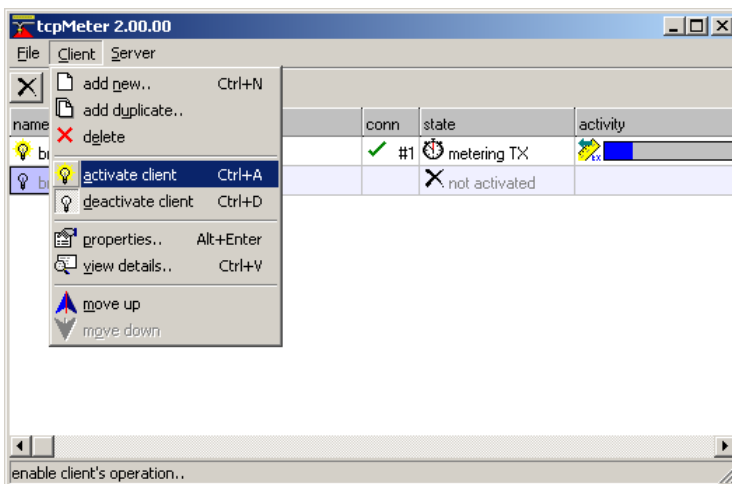 tcpMeter 2.00.00
File Client Server
add new.. Ctrl+N
add duplicate..
delete
activate client Ctrl+A
deactivate client Ctrl+D
properties.. Alt+Enter
view details.. Ctrl+V
move up
move down
name conn state activity
#1 metering TX
TX
not activated
enable client's operation..